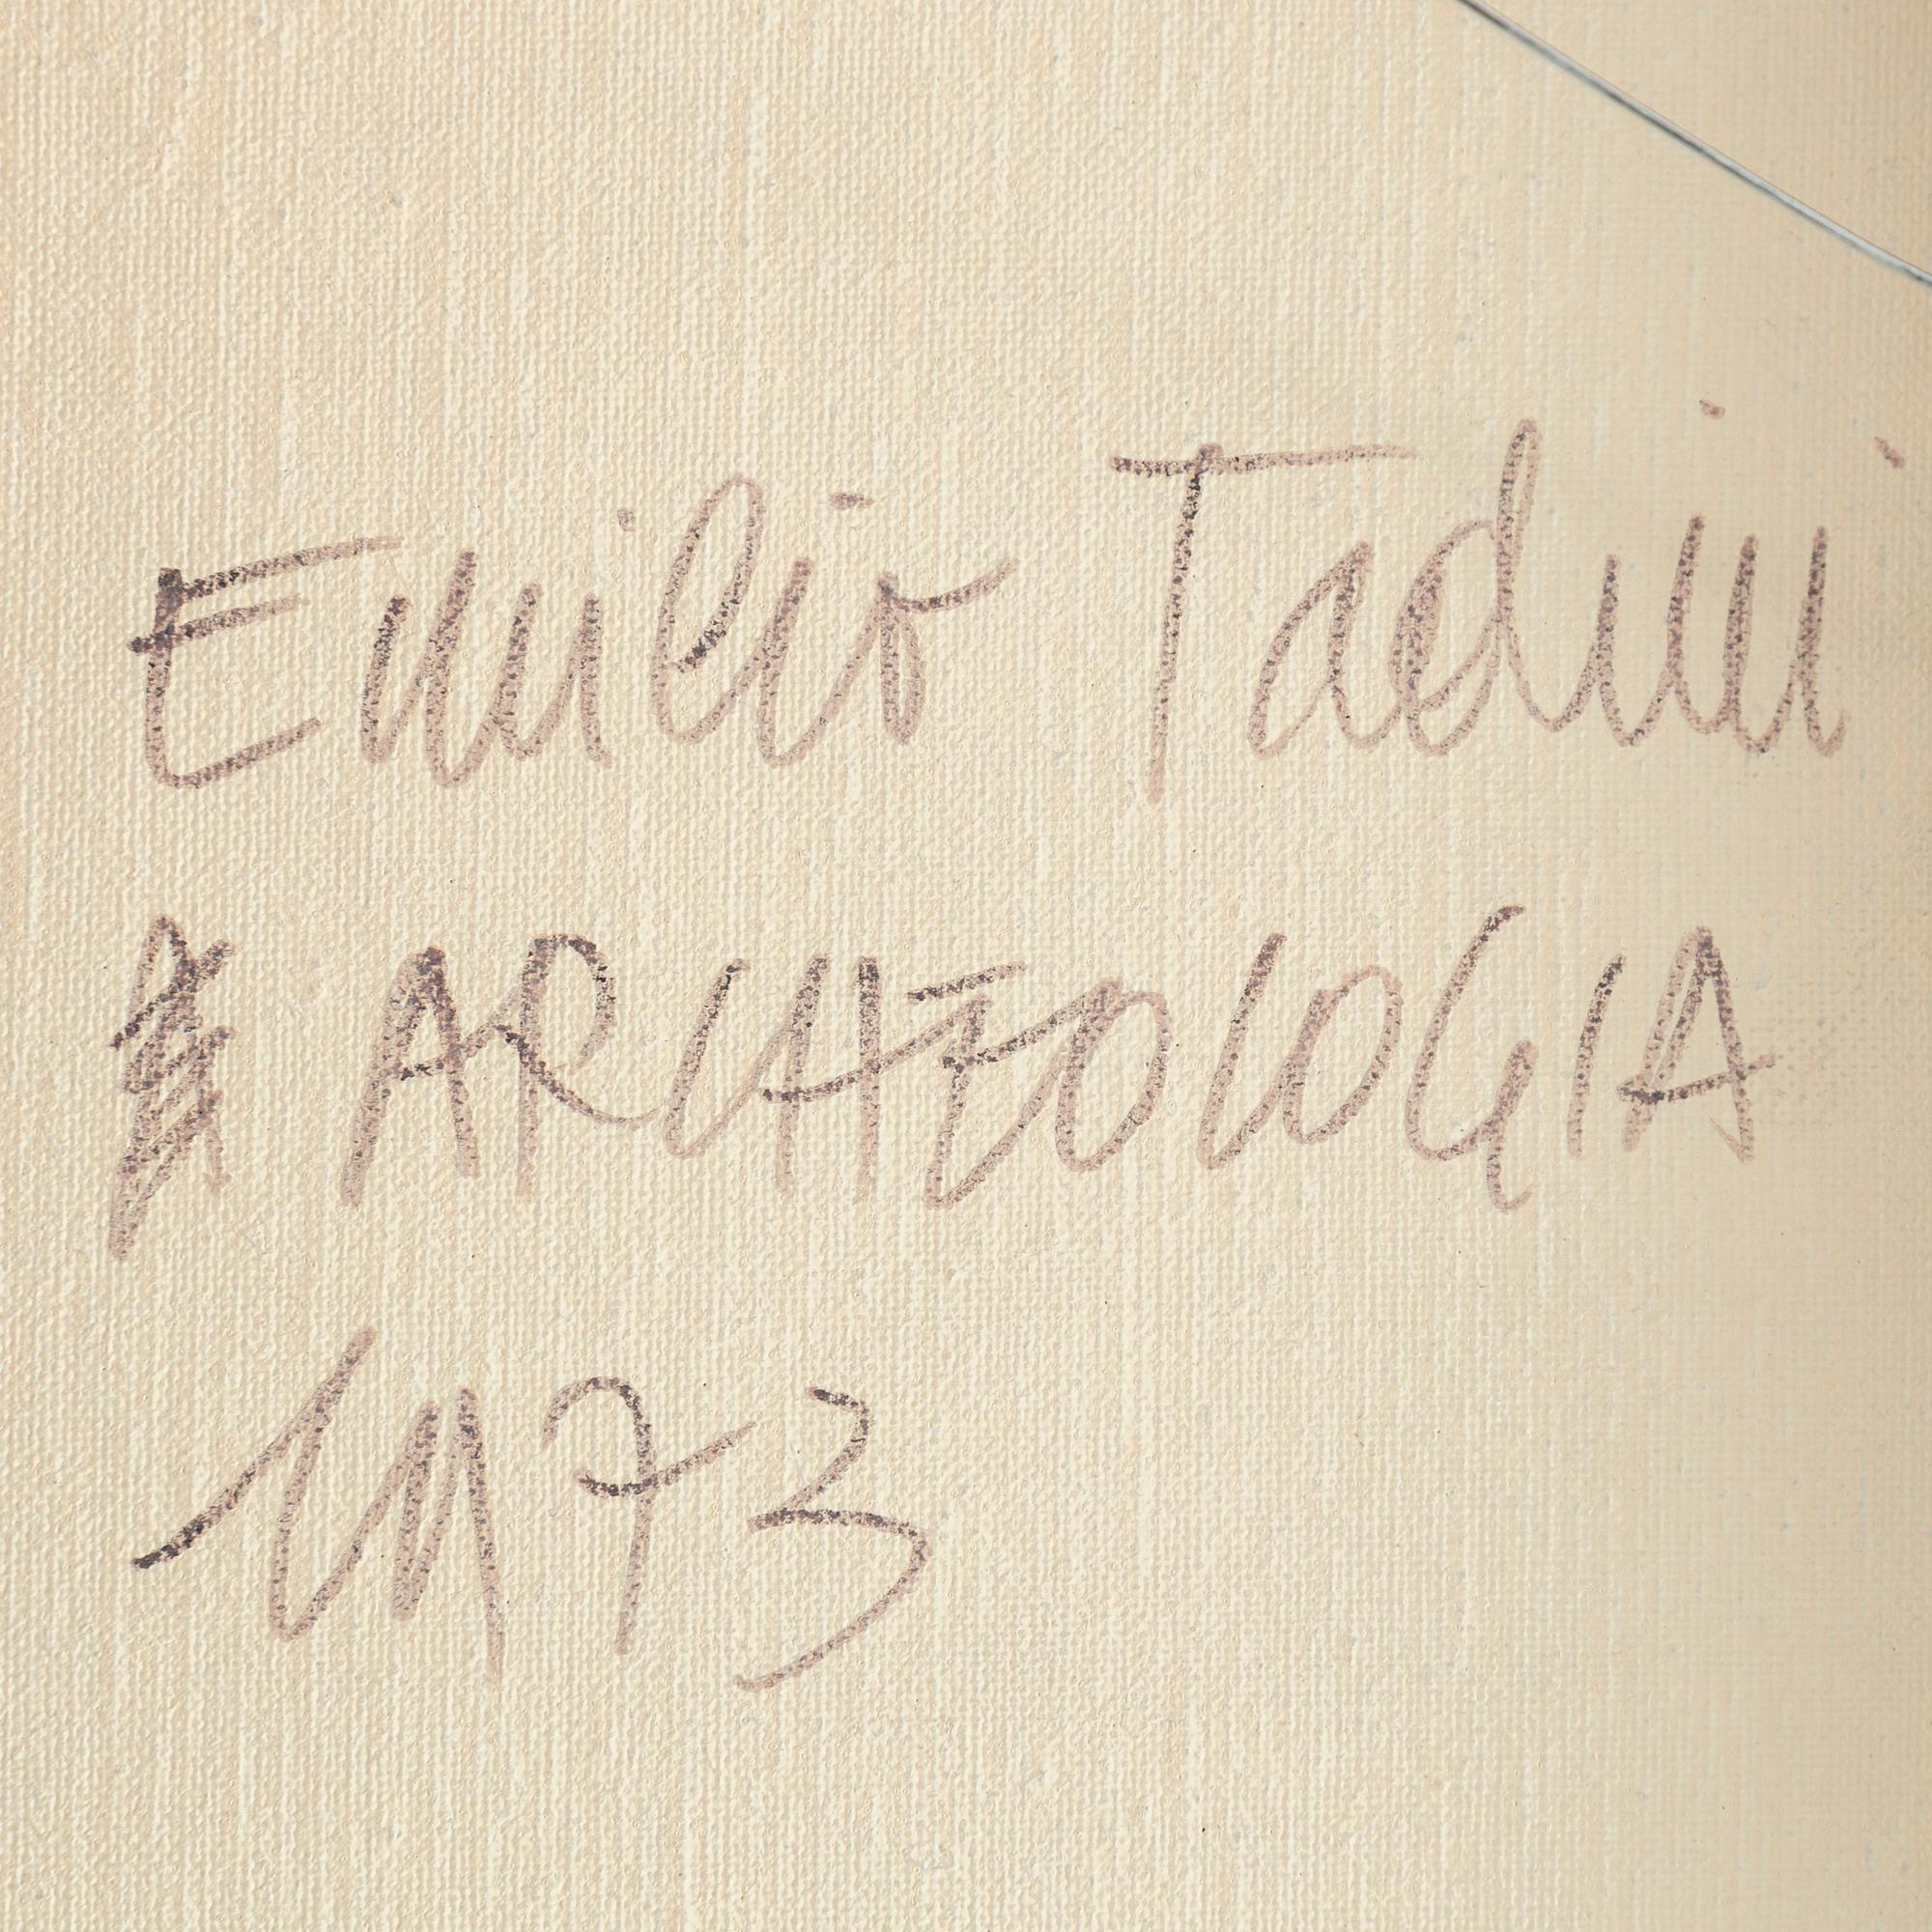 Emilio Tadini
ARCHEOLOGIA
1973